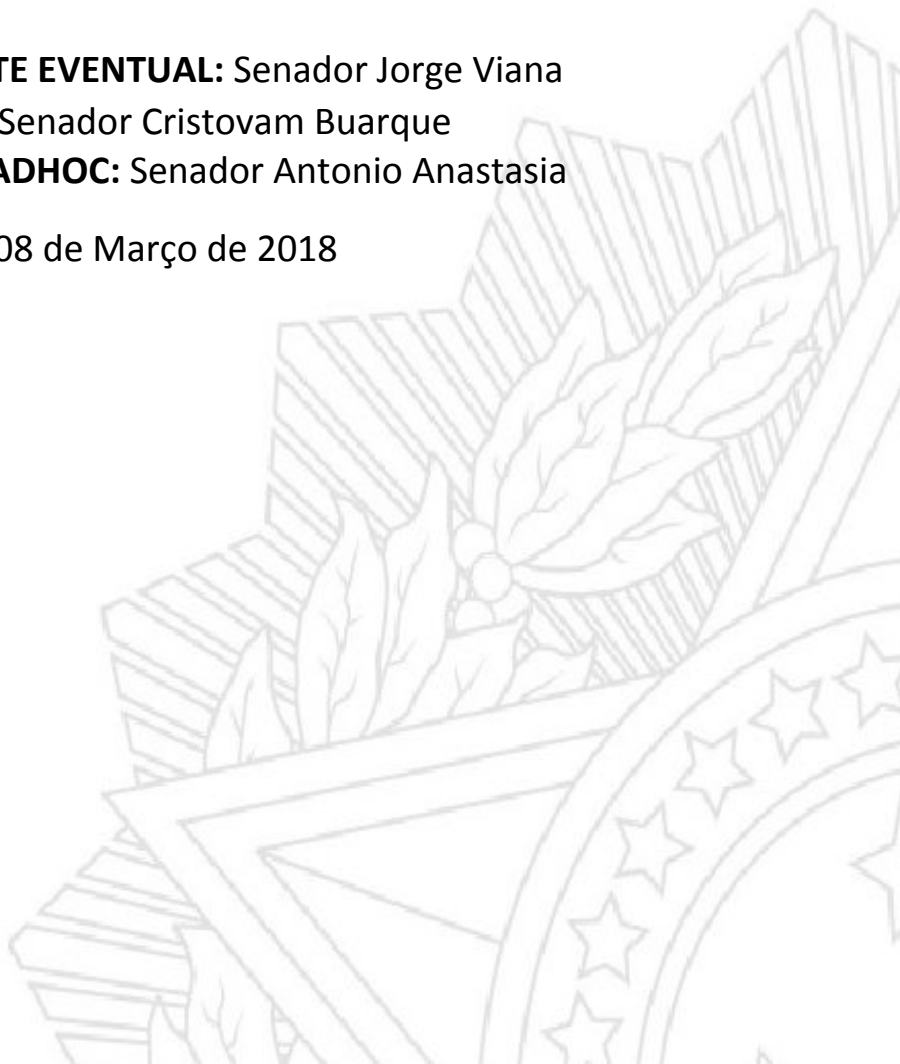 TE EVENTUAL: Senador Jorge Viana
Senador Cristovam Buarque
ADHOC: Senador Antonio Anastasia
08 de Março de 2018